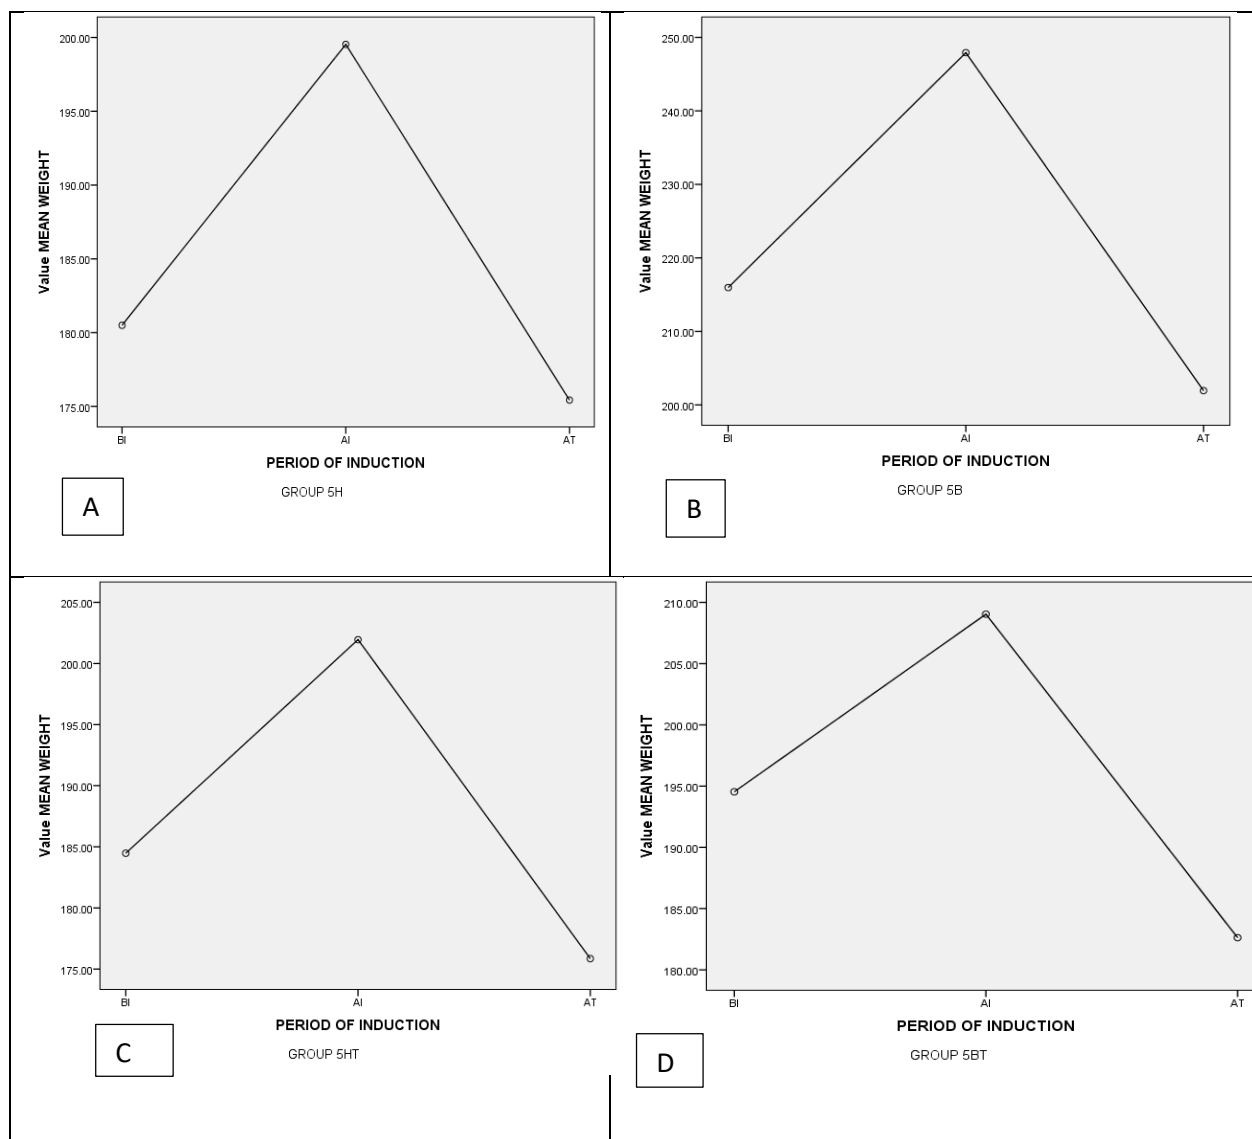 200.00
195.00
190.00
185.00
180.00
175.00
Value MEAN WEIGHT
BI AI AT
PERIOD OF INDUCTION
GROUP 5H
A
250.00
240.00
230.00
220.00
210.00
200.00
Value MEAN WEIGHT
BI AI AT
PERIOD OF INDUCTION
GROUP 5B
B
205.00
200.00
195.00
190.00
185.00
180.00
175.00
Value MEAN WEIGHT
BI AI AT
PERIOD OF INDUCTION
GROUP 5HT
C
210.00
205.00
200.00
195.00
190.00
185.00
180.00
Value MEAN WEIGHT
BI AI AT
PERIOD OF INDUCTION
GROUP 5BT
D